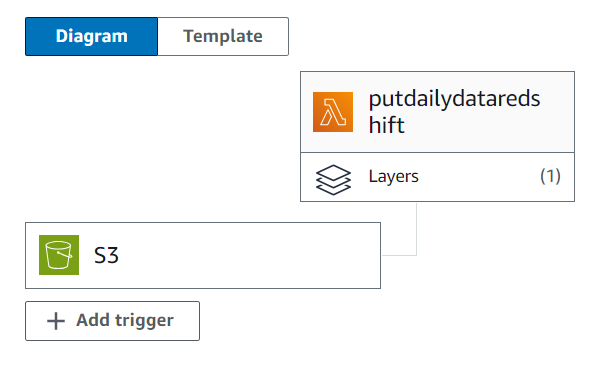 Diagram
Template
putdailydatareds
hift
Layers
(1)
S3
Add trigger